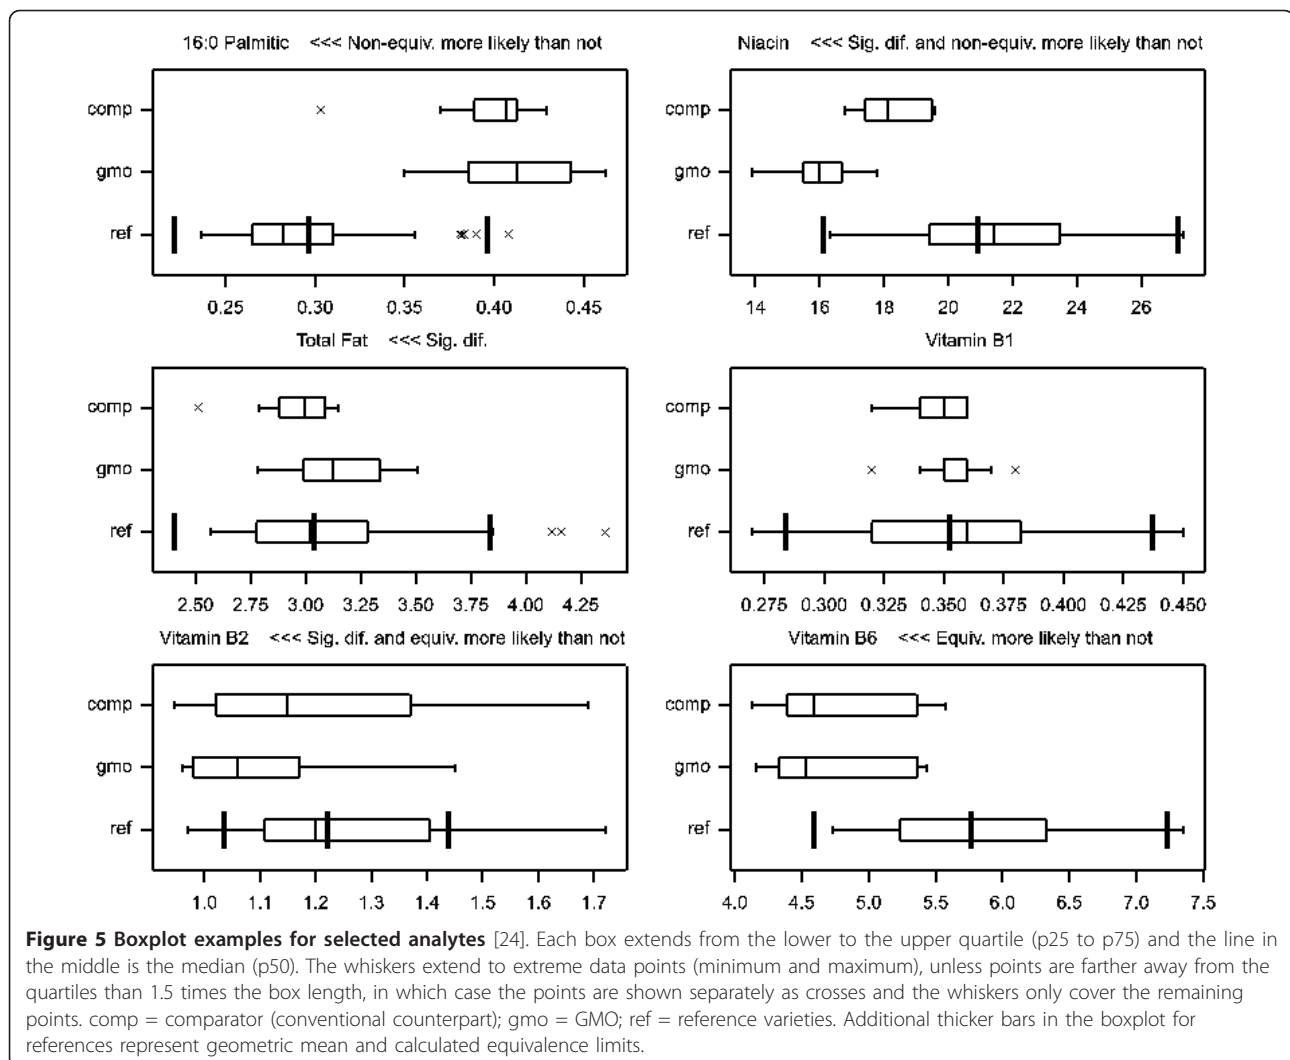 16:0 Palmitic <<< Non-equiv. more likely than not
comp
gmo
ref
0.25 0.30 0.35 0.40 0.45
Niacin <<< Sig. dif. and non-equiv. more likely than not
comp
gmo
ref
14 16 18 20 22 24 26
Total Fat <<< Sig. dif.
comp
gmo
ref
2.50 2.75 3.00 3.25 3.50 3.75 4.00 4.25
Vitamin B1
comp
gmo
ref
0.275 0.300 0.325 0.350 0.375 0.400 0.425 0.450
Vitamin B2 <<< Sig. dif. and equiv. more likely than not
comp
gmo
ref
1.0 1.1 1.2 1.3 1.4 1.5 1.6 1.7
Vitamin B6 <<< Equiv. more likely than not
comp
gmo
ref
4.0 4.5 5.0 5.5 6.0 6.5 7.0 7.5
Figure 5 Boxplot examples for selected analytes [24]. Each box extends from the lower to the upper quartile (p25 to p75) and the line in
the middle is the median (p50). The whiskers extend to extreme data points (minimum and maximum), unless points are farther away from the
quartiles than 1.5 times the box length, in which case the points are shown separately as crosses and the whiskers only cover the remaining
points. comp = comparator (conventional counterpart); gmo = GMO; ref = reference varieties. Additional thicker bars in the boxplot for
references represent geometric mean and calculated equivalence limits.